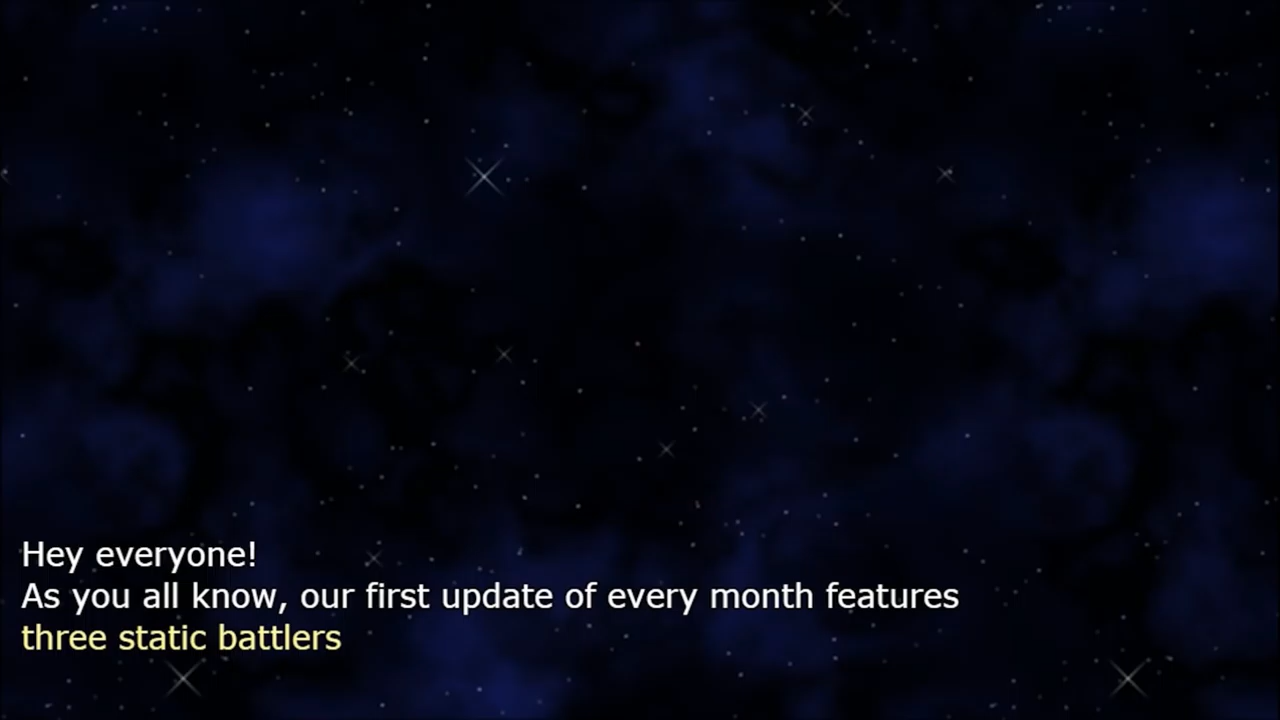 Hey everyone!
As you all know, our first update of every month features
three static battlers